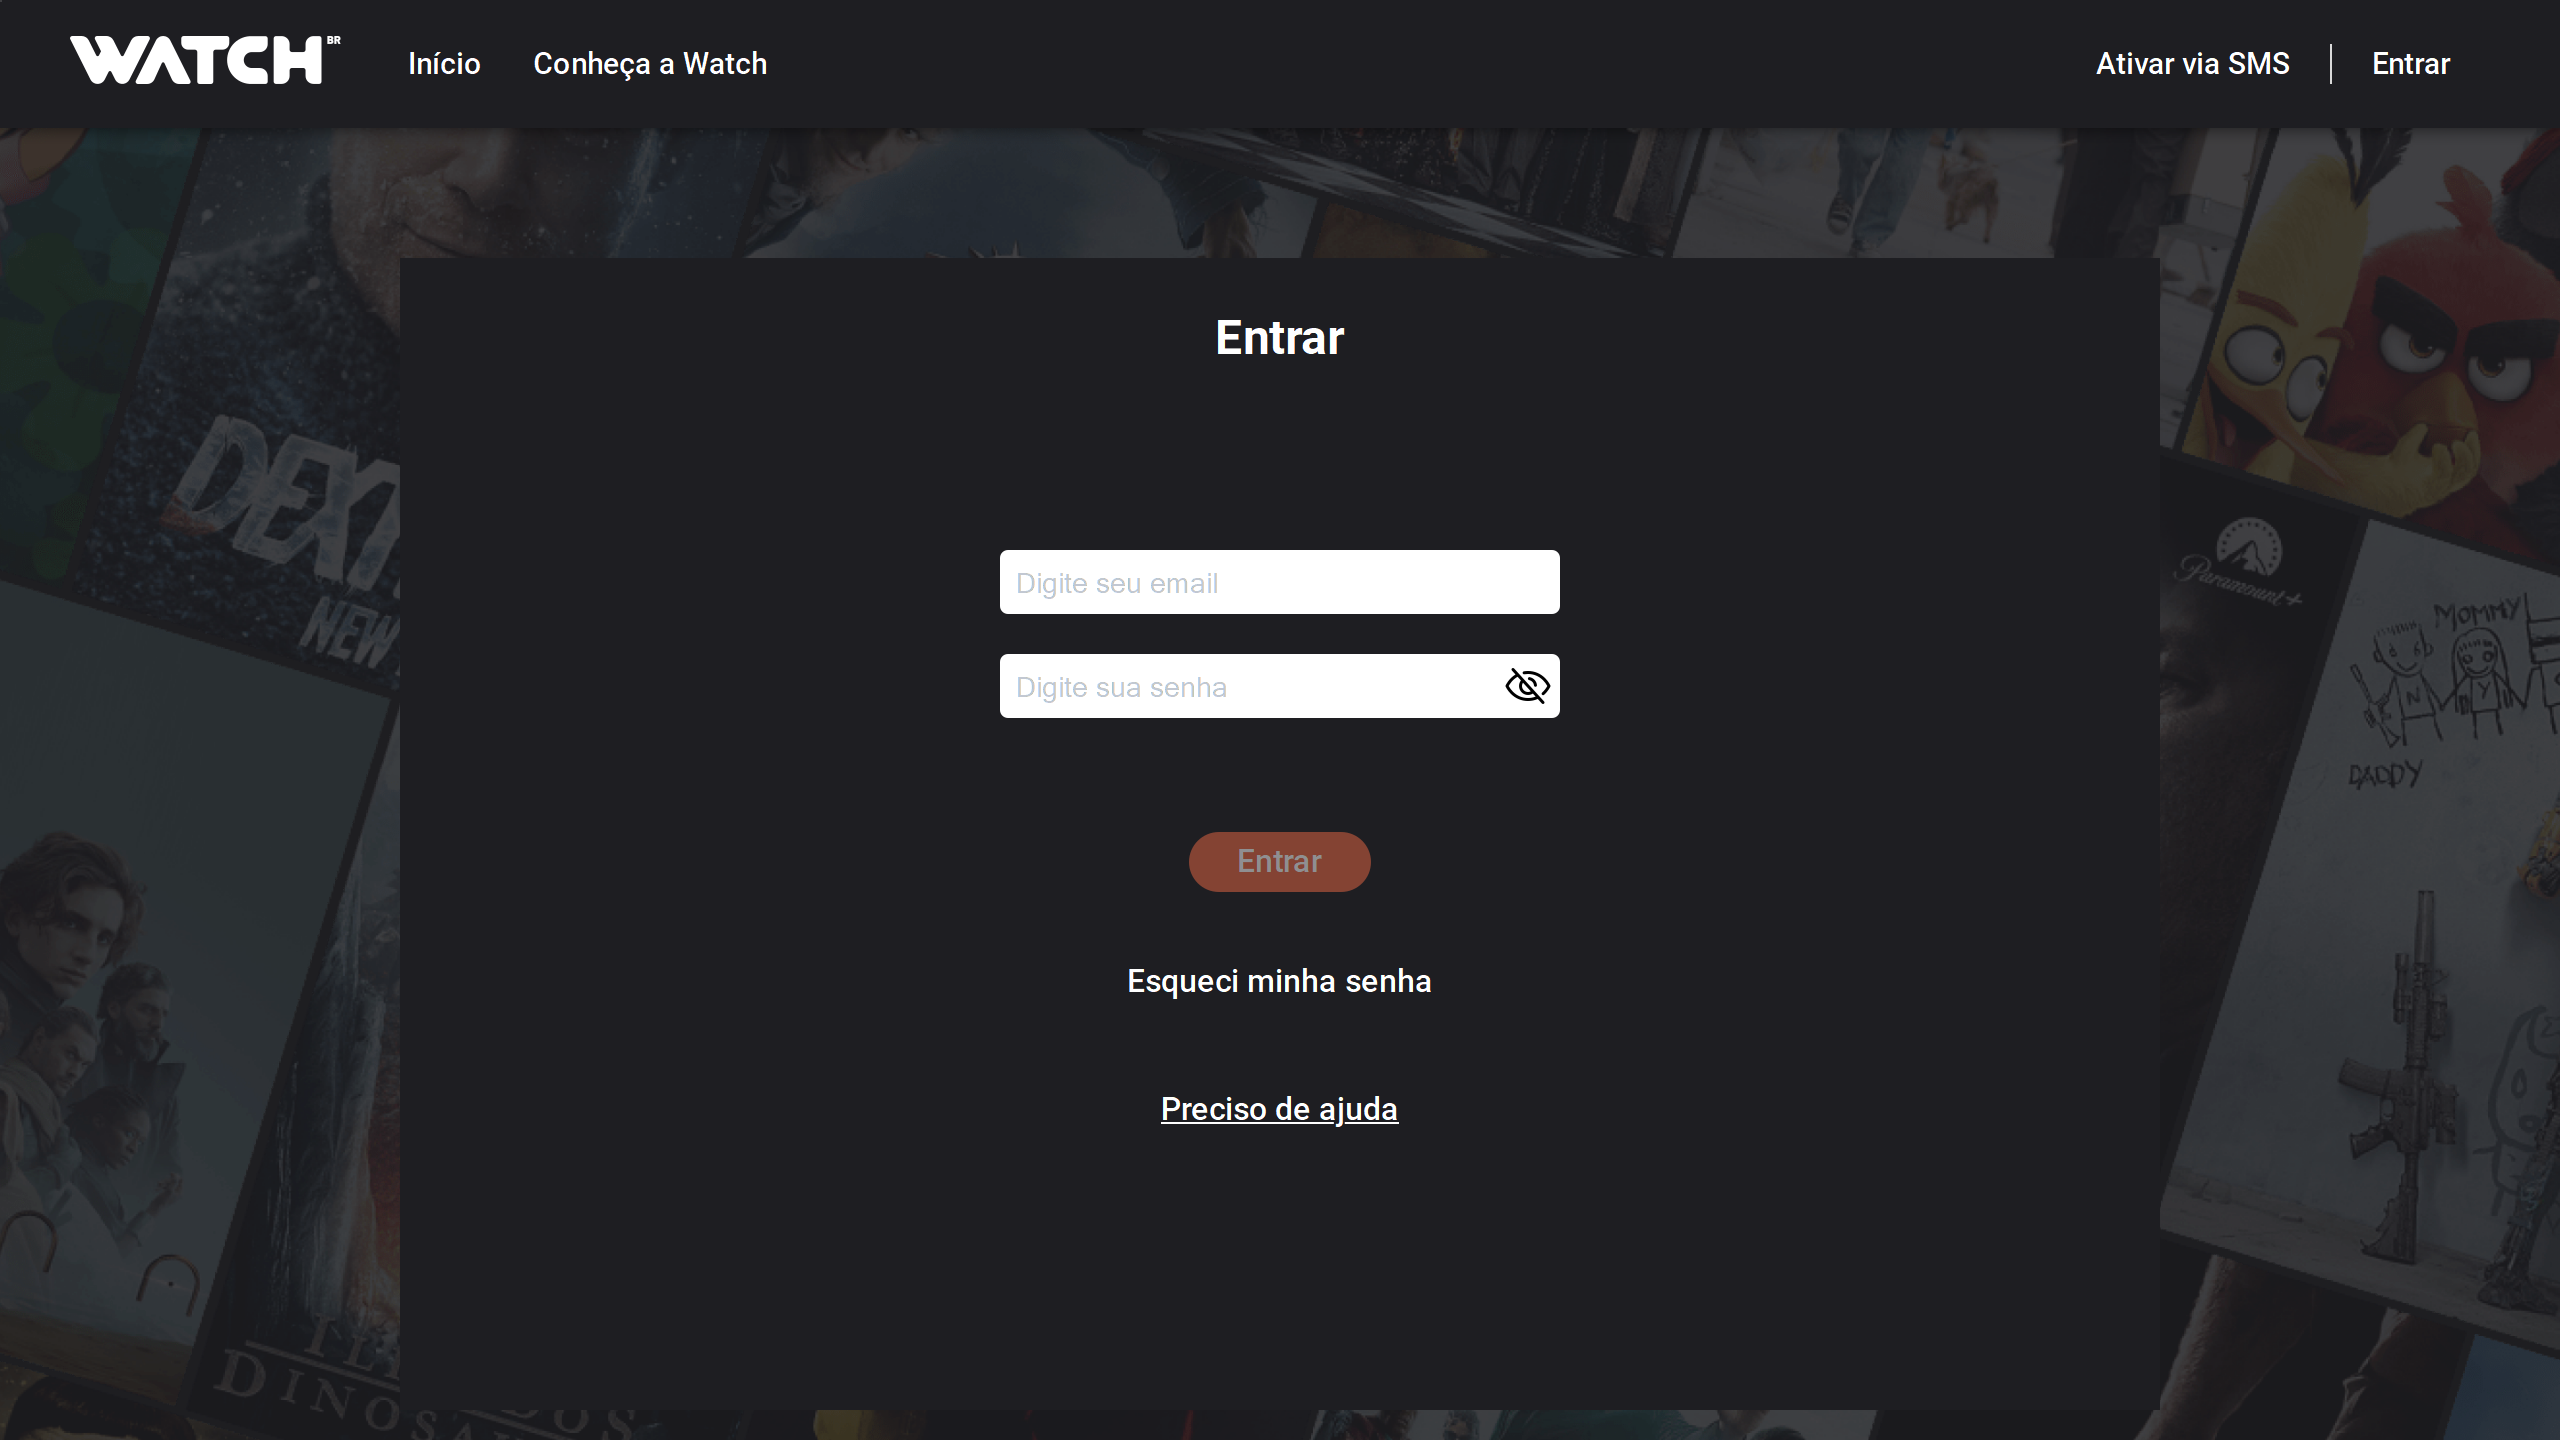 WATCH BR
Início
Conheça a Watch
Ativar via SMS
Entrar
Entrar
Digite seu email
Digite sua senha
Entrar
Esqueci minha senha
Preciso de ajuda
DEXT
NEW
Paramount+
MOMMY
N
Y
DADDY
DINOSA